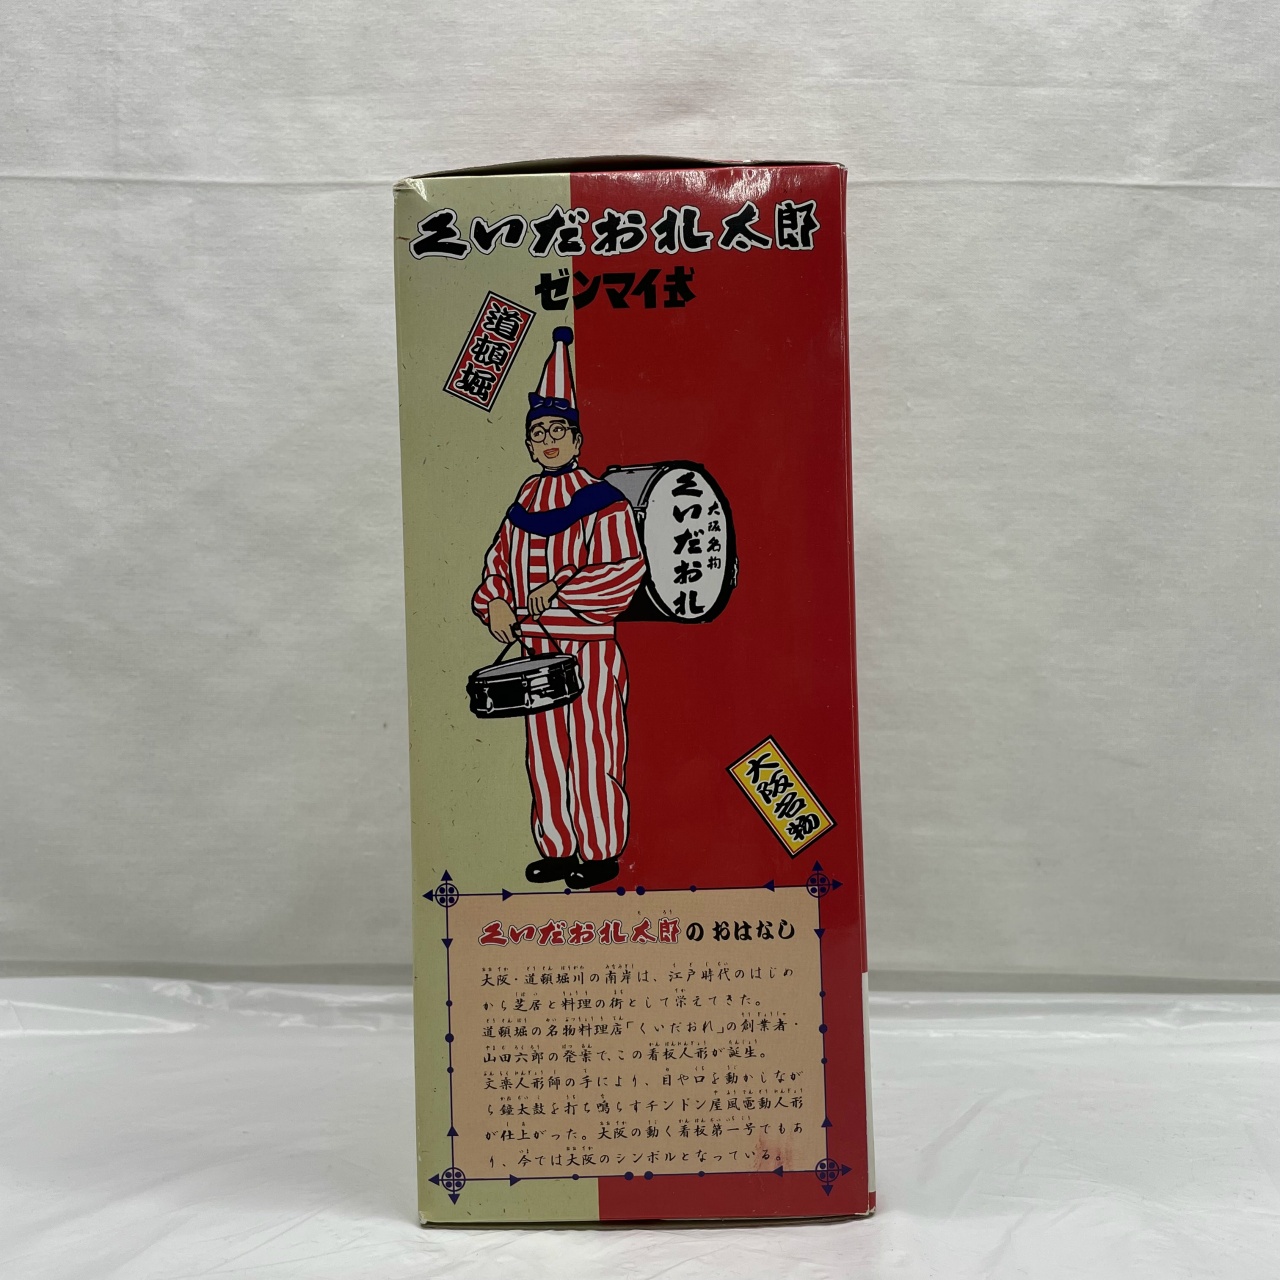 くいだおれ太郎
ゼンマイ式
道頓堀
大阪名物
くいだおれ
大阪名物
くいだおれ太郎のおはなし
大阪・道頓堀川の南岸は、江戸時代のはじめ
から芝居と料理の街として栄えてきた。
道頓堀の名物料理店「くいだおれ」の創業者・
山田六郎の発案で、この看板人形が誕生。
文楽人形師の手により、目や口を動かしなが
ら鐘太鼓を打ち鳴らすチンドン屋風電動人形
が仕上がった。大阪の動く看板第一号でもあ
り、今では大阪のシンボルとなっている。